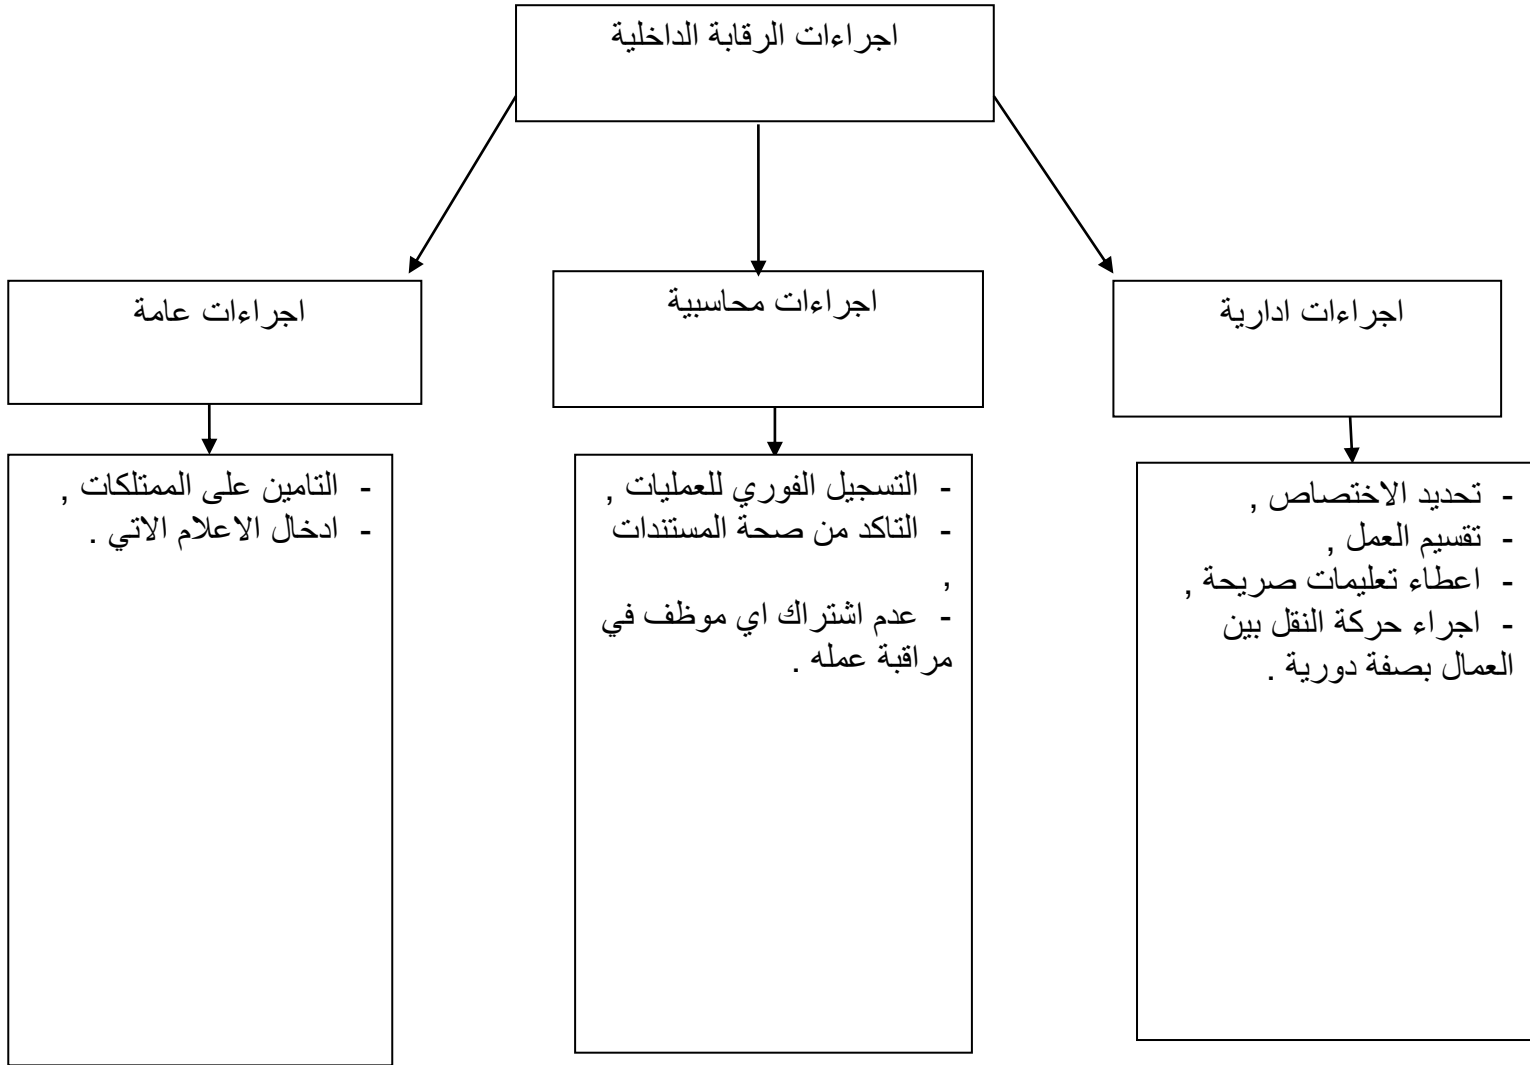 اجراءات الرقابة الداخلية
اجراءات ادارية
اجراءات محاسبية
اجراءات عامة
- تحديد الاختصاص ,
- تقسيم العمل ,
- اعطاء تعليمات صريحة ,
- اجراء حركة النقل بين
العمال بصفة دورية .
- التسجيل الفوري للعمليات ,
- التاكد من صحة المستندات
,
- عدم اشتراك اي موظف في
مراقبة عمله .
- التامين على الممتلكات ,
- ادخال الاعلام الاتي .